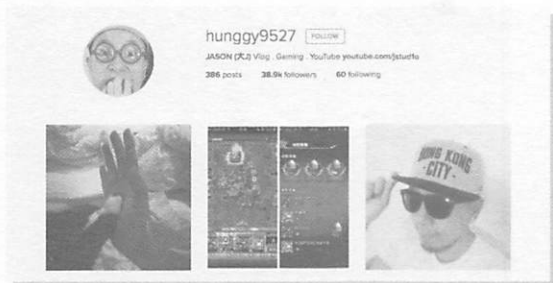 hunggy9527 FOLLOW
JASON (大J) Vlog . Gaming . YouTube youtube.com/jstud1o
386 posts 38.9k followers 60 following
HONG KONG
-CITY-